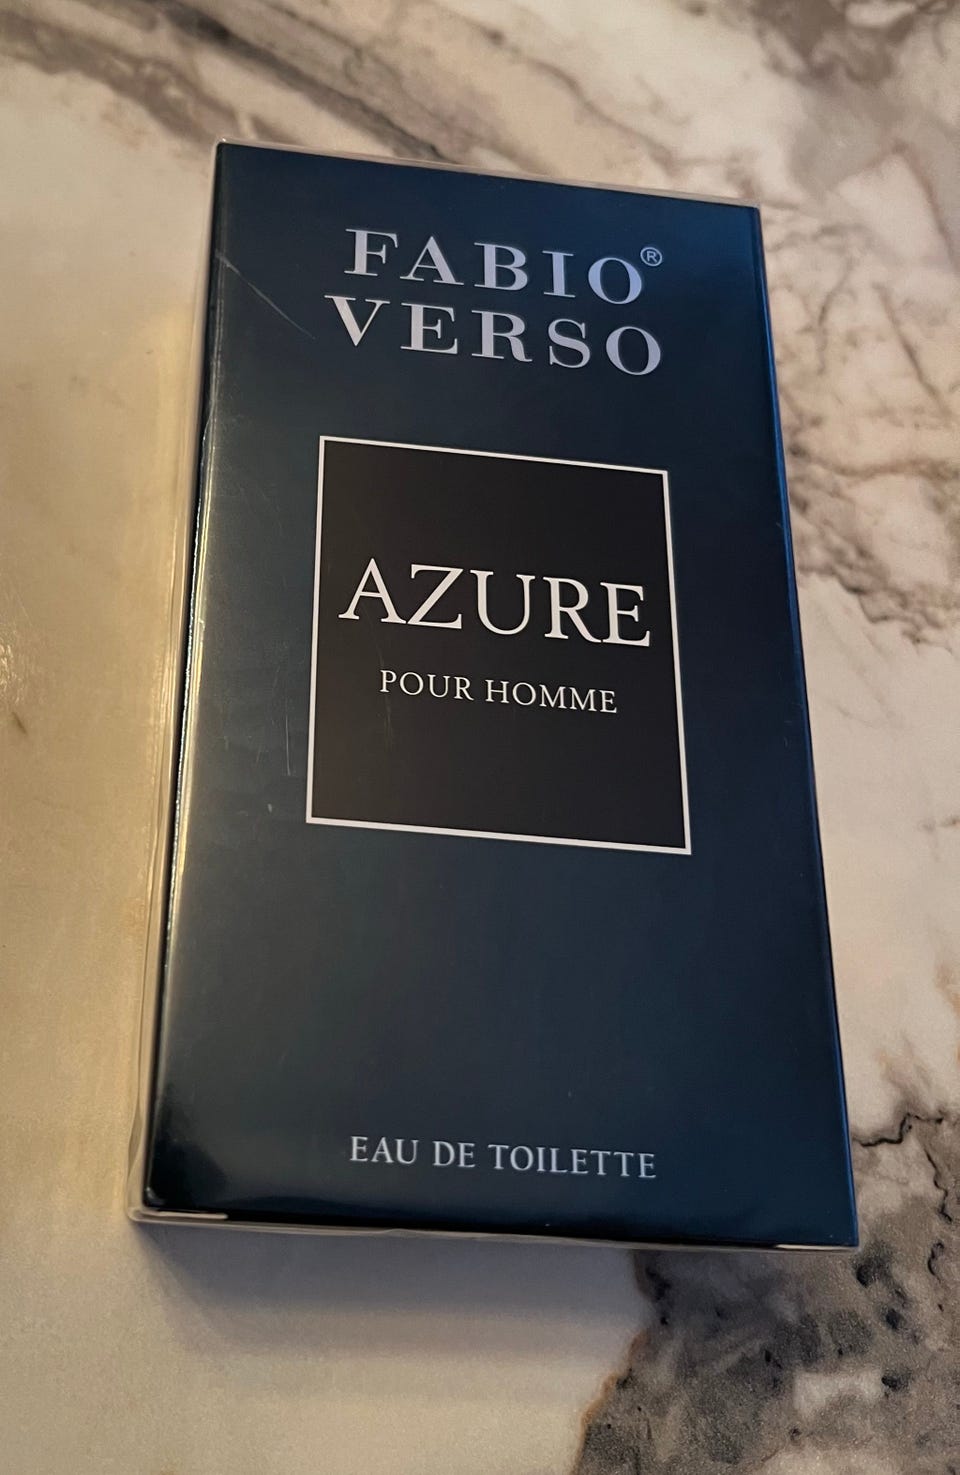 FABIO®
VERSO
AZURE
POUR HOMME
EAU DE TOILETTE